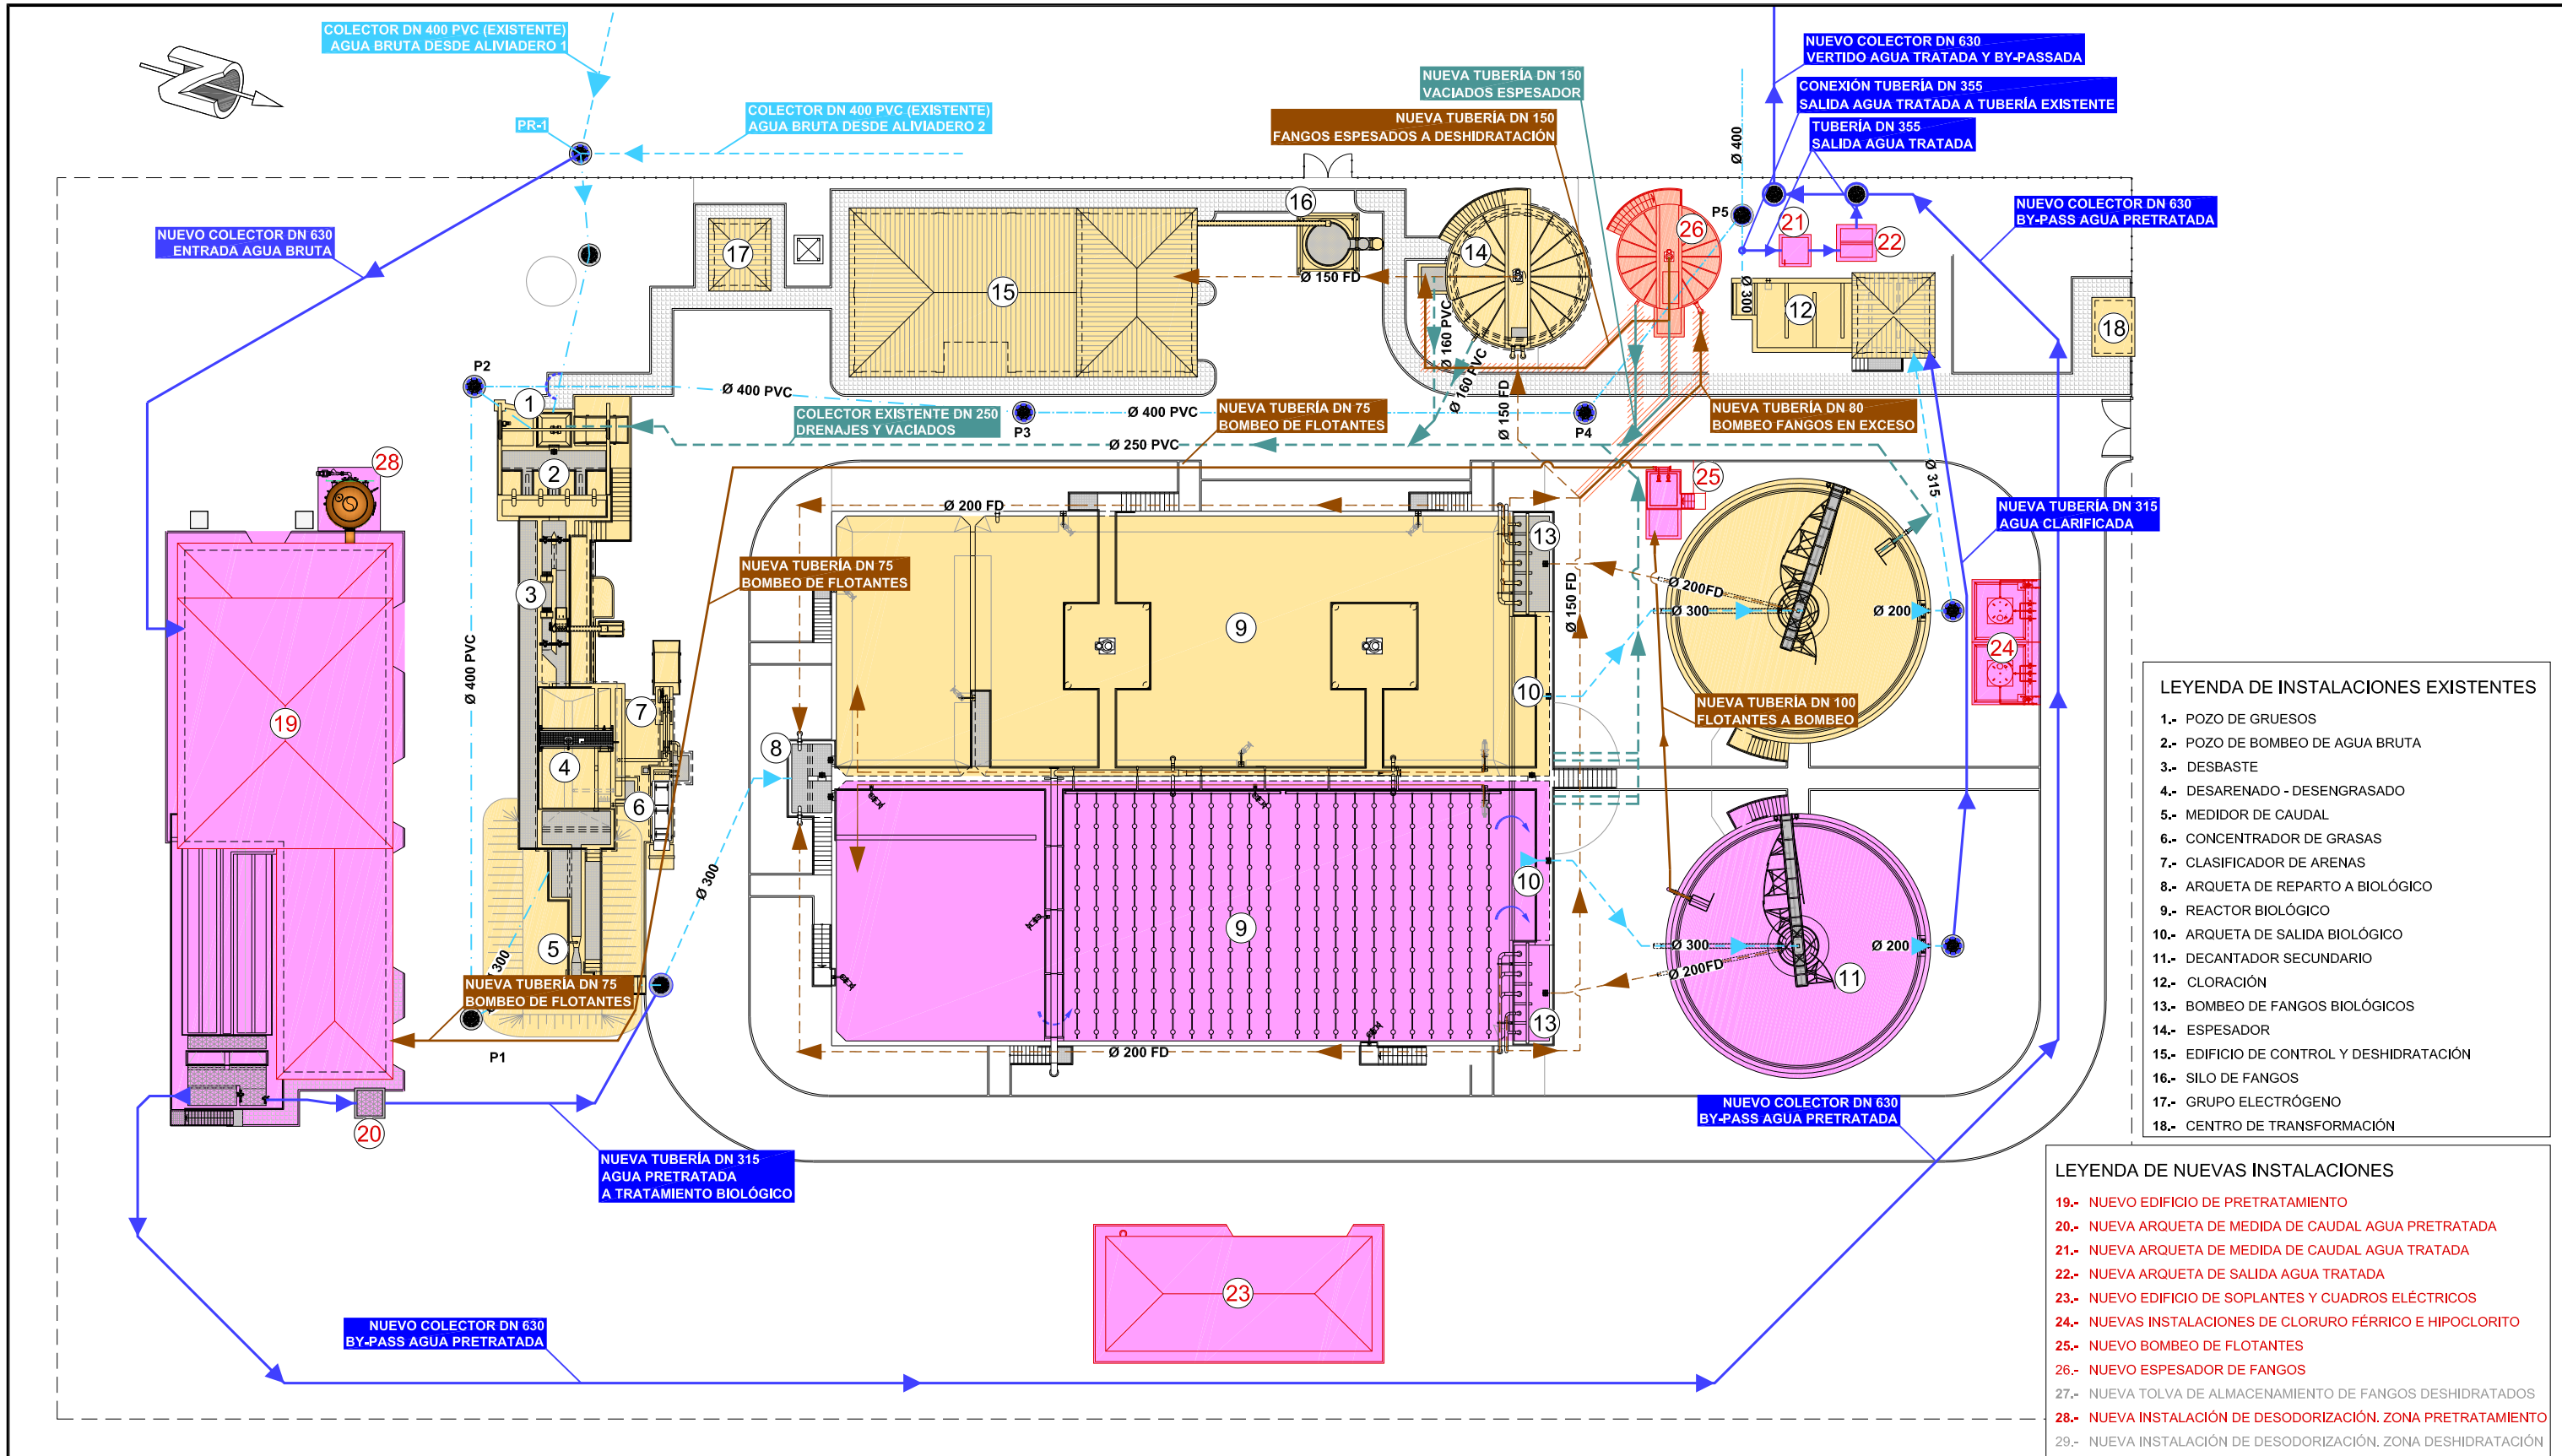 COLECTOR DN 400 PVC (EXISTENTE)
AGUA BRUTA DESDE ALIVIADERO 1
PR-1
COLECTOR DN 400 PVC (EXISTENTE)
AGUA BRUTA DESDE ALIVIADERO 2
NUEVO COLECTOR DN 630
ENTRADA AGUA BRUTA
NUEVA TUBERÍA DN 150
VACIADOS ESPESADOR
NUEVA TUBERÍA DN 150
FANGOS ESPESADOS A DESHIDRATACIÓN
NUEVO COLECTOR DN 630
VERTIDO AGUA TRATADA Y BY-PASSADA
CONEXIÓN TUBERÍA DN 355
SALIDA AGUA TRATADA A TUBERÍA EXISTENTE
TUBERÍA DN 355
SALIDA AGUA TRATADA
NUEVO COLECTOR DN 630
BY-PASS AGUA PRETRATADA
Ø 400
P5
16
17
15
14
26
21
22
12
18
Ø 150 FD
Ø 300
Ø 160 PVC
Ø 160 PVC
Ø 150 FD
P2
1
Ø 400 PVC
P3
Ø 400 PVC
P4
COLECTOR EXISTENTE DN 250
DRENAJES Y VACIADOS
NUEVA TUBERÍA DN 75
BOMBEO DE FLOTANTES
NUEVA TUBERÍA DN 80
BOMBEO FANGOS EN EXCESO
Ø 250 PVC
28
2
25
Ø 315
Ø 200 FD
NUEVA TUBERÍA DN 315
AGUA CLARIFICADA
13
NUEVA TUBERÍA DN 75
BOMBEO DE FLOTANTES
3
9
Ø 150 FD
Ø 200FD
Ø 300
Ø 200
24
Ø 400 PVC
10
NUEVA TUBERÍA DN 100
FLOTANTES A BOMBEO
19
7
8
4
6
Ø 300
10
9
5
Ø 300
Ø 300
Ø 200FD
Ø 200
11
NUEVA TUBERÍA DN 75
BOMBEO DE FLOTANTES
P1
13
Ø 200 FD
20
NUEVA TUBERÍA DN 315
AGUA PRETRATADA
A TRATAMIENTO BIOLÓGICO
NUEVO COLECTOR DN 630
BY-PASS AGUA PRETRATADA
23
NUEVO COLECTOR DN 630
BY-PASS AGUA PRETRATADA
LEYENDA DE INSTALACIONES EXISTENTES
1.- POZO DE GRUESOS
2.- POZO DE BOMBEO DE AGUA BRUTA
3.- DESBASTE
4.- DESARENADO - DESENGRASADO
5.- MEDIDOR DE CAUDAL
6.- CONCENTRADOR DE GRASAS
7.- CLASIFICADOR DE ARENAS
8.- ARQUETA DE REPARTO A BIOLÓGICO
9.- REACTOR BIOLÓGICO
10.- ARQUETA DE SALIDA BIOLÓGICO
11.- DECANTADOR SECUNDARIO
12.- CLORACIÓN
13.- BOMBEO DE FANGOS BIOLÓGICOS
14.- ESPESADOR
15.- EDIFICIO DE CONTROL Y DESHIDRATACIÓN
16.- SILO DE FANGOS
17.- GRUPO ELECTRÓGENO
18.- CENTRO DE TRANSFORMACIÓN
LEYENDA DE NUEVAS INSTALACIONES
19.- NUEVO EDIFICIO DE PRETRATAMIENTO
20.- NUEVA ARQUETA DE MEDIDA DE CAUDAL AGUA PRETRATADA
21.- NUEVA ARQUETA DE MEDIDA DE CAUDAL AGUA TRATADA
22.- NUEVA ARQUETA DE SALIDA AGUA TRATADA
23.- NUEVO EDIFICIO DE SOPLANTES Y CUADROS ELÉCTRICOS
24.- NUEVAS INSTALACIONES DE CLORURO FÉRRICO E HIPOCLORITO
25.- NUEVO BOMBEO DE FLOTANTES
26.- NUEVO ESPESADOR DE FANGOS
27.- NUEVA TOLVA DE ALMACENAMIENTO DE FANGOS DESHIDRATADOS
28.- NUEVA INSTALACIÓN DE DESODORIZACIÓN. ZONA PRETRATAMIENTO
29.- NUEVA INSTALACIÓN DE DESODORIZACIÓN. ZONA DESHIDRATACIÓN